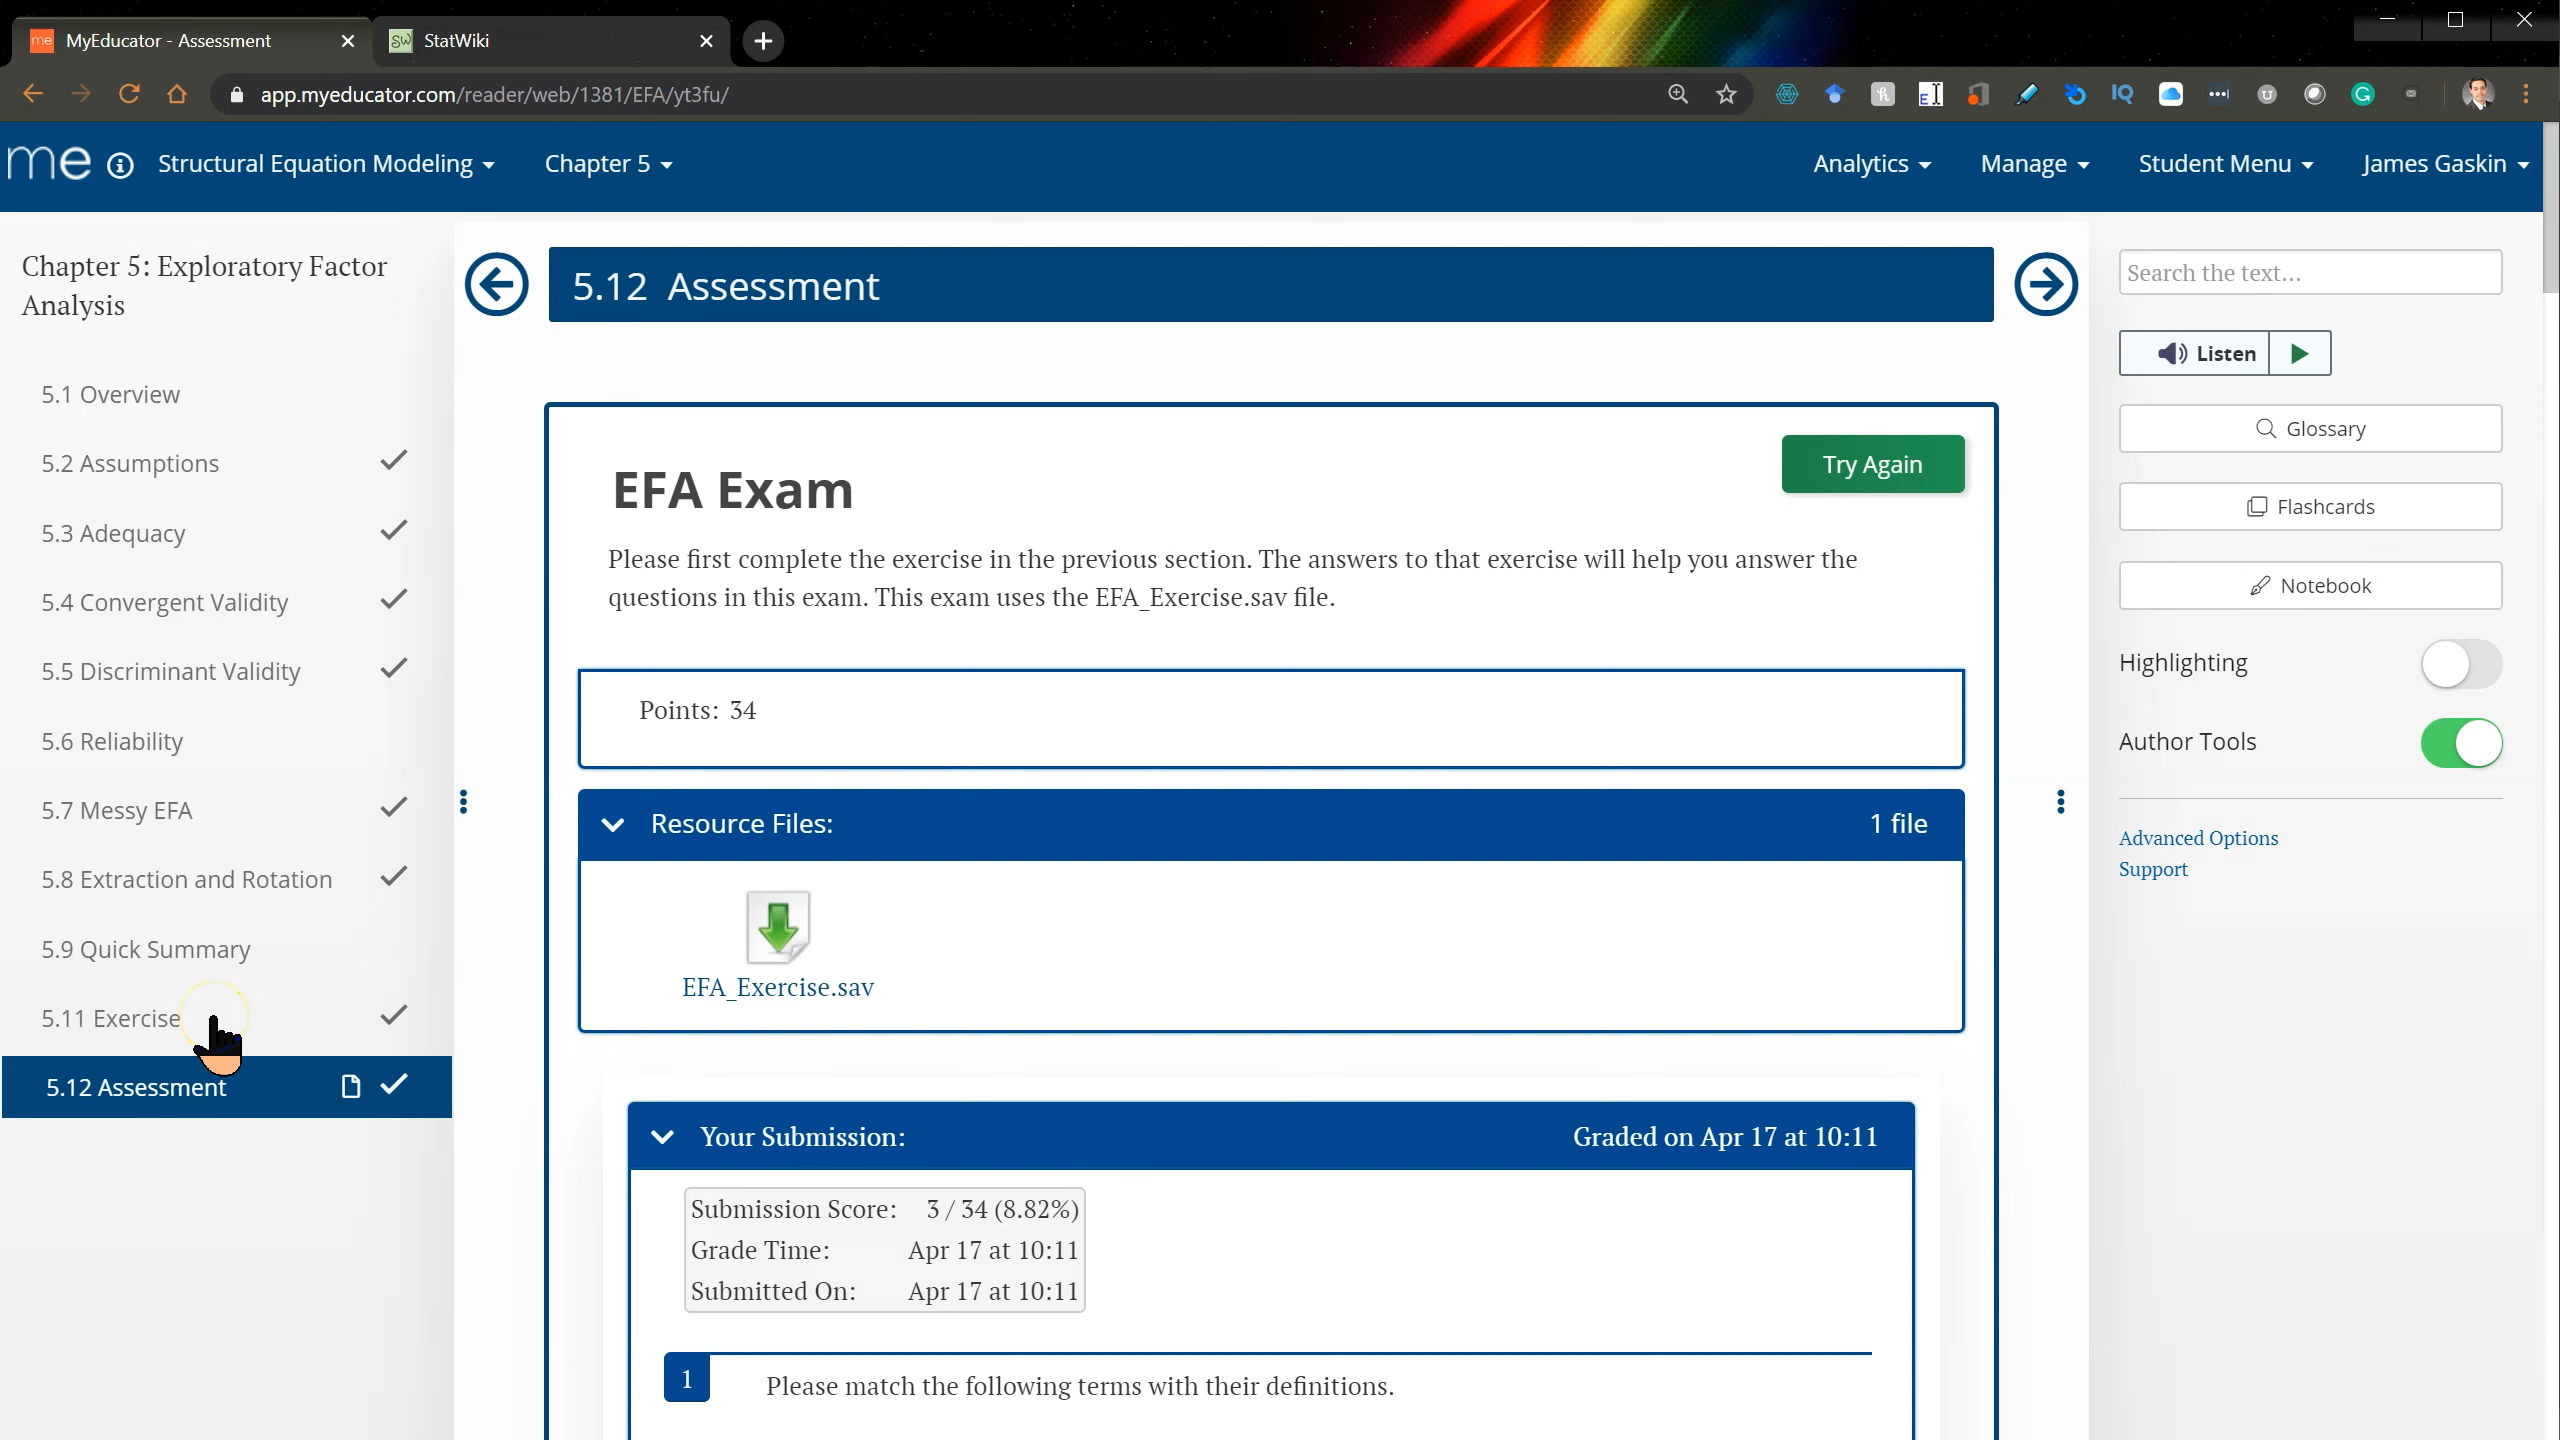 me MyEducator - Assessment
SW StatWiki
app.myeducator.com/reader/web/1381/EFA/yt3fu/
me Structural Equation Modeling Chapter 5 Analytics Manage Student Menu James Gaskin
Chapter 5: Exploratory Factor
Analysis
5.1 Overview
5.2 Assumptions
5.3 Adequacy
5.4 Convergent Validity
5.5 Discriminant Validity
5.6 Reliability
5.7 Messy EFA
5.8 Extraction and Rotation
5.9 Quick Summary
5.11 Exercise
5.12 Assessment
5.12 Assessment
EFA Exam
Try Again
Please first complete the exercise in the previous section. The answers to that exercise will help you answer the
questions in this exam. This exam uses the EFA_Exercise.sav file.
Points: 34
Resource Files: 1 file
EFA_Exercise.sav
Your Submission: Graded on Apr 17 at 10:11
Submission Score: 3 / 34 (8.82%)
Grade Time: Apr 17 at 10:11
Submitted On: Apr 17 at 10:11
1 Please match the following terms with their definitions.
Search the text...
Listen
Glossary
Flashcards
Notebook
Highlighting
Author Tools
Advanced Options
Support